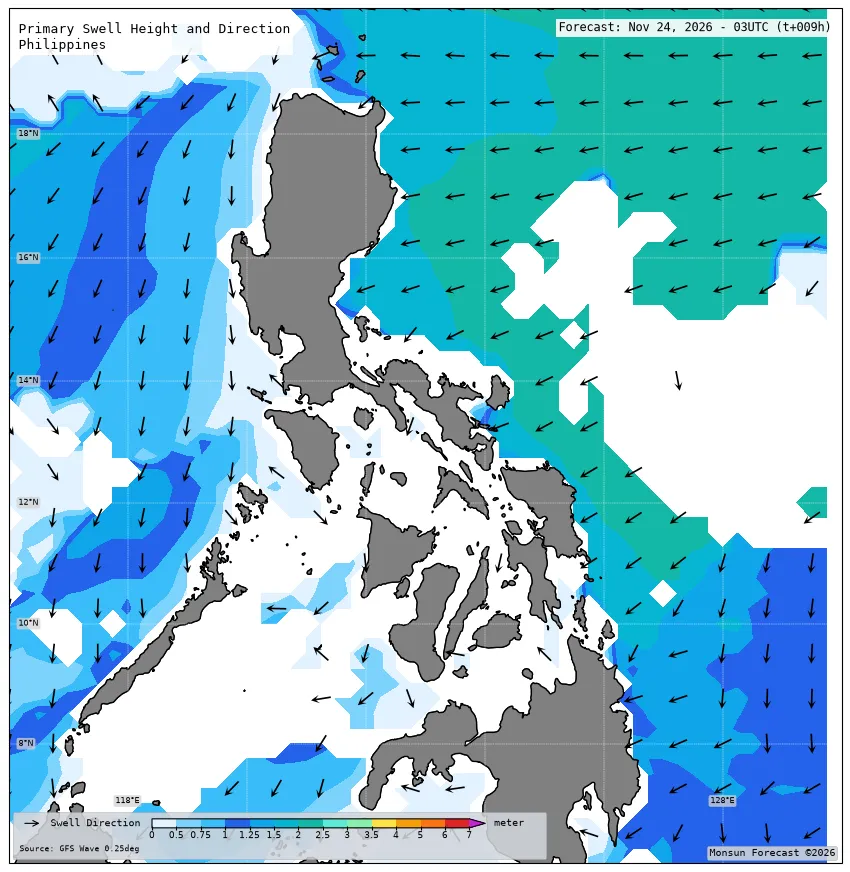 Primary Swell Height and Direction
Philippines
Forecast: Nov 24, 2026 - 03UTC (t+009h)
18°N
16°N
14°N
12°N
10°N
8°N
118°E
128°E
Swell Direction
0 0.5 0.75 1 1.25 1.5 2 2.5 3 3.5 4 5 6 7
meter
Source: GFS Wave 0.25deg
Monsun Forecast ©2026